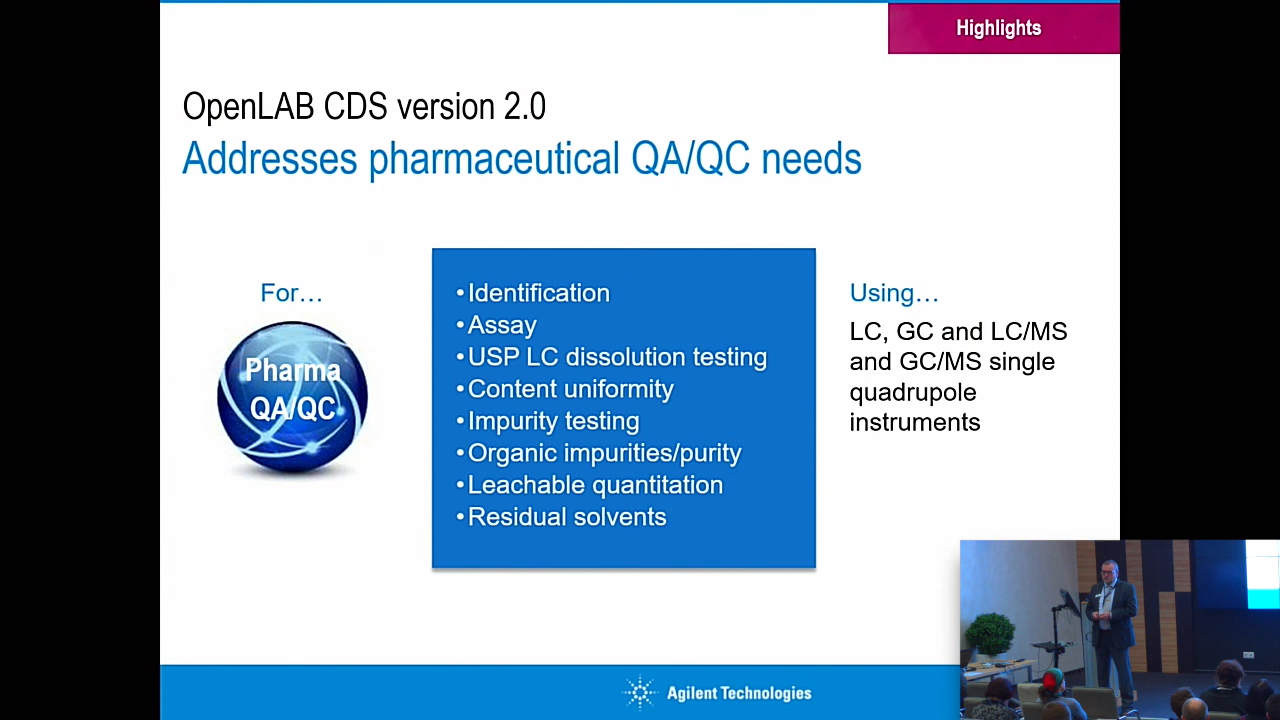 Highlights
OpenLAB CDS version 2.0
Addresses pharmaceutical QA/QC needs
For…
Pharma
QA/QC
•Identification
•Assay
•USP LC dissolution testing
•Content uniformity
•Impurity testing
•Organic impurities/purity
•Leachable quantitation
•Residual solvents
Using…
LC, GC and LC/MS
and GC/MS single
quadrupole
instruments
Agilent Technologies